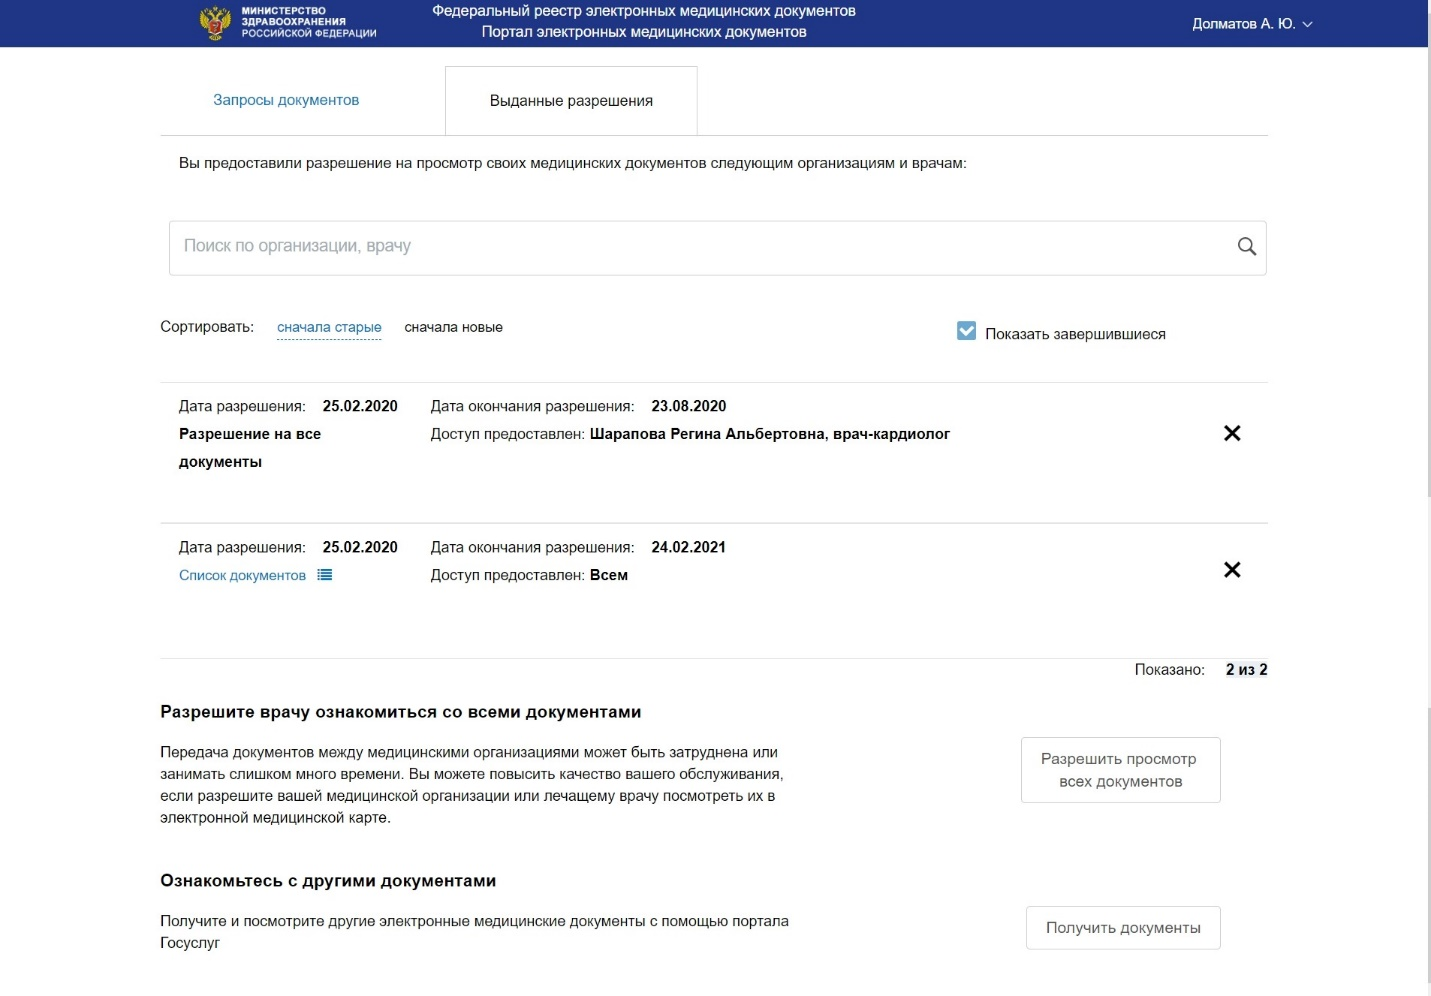 МИНИСТЕРСТВО
ЗДРАВООХРАНЕНИЯ
РОССИЙСКОЙ ФЕДЕРАЦИИ
Федеральный реестр электронных медицинских документов
Портал электронных медицинских документов
Долматов А. Ю.
Запросы документов
Выданные разрешения
Вы предоставили разрешение на просмотр своих медицинских документов следующим организациям и врачам:
Поиск по организации, врачу
Сортировать: сначала старые сначала новые
Показать завершившиеся
Дата разрешения: 25.02.2020 Дата окончания разрешения: 23.08.2020
Разрешение на все Доступ предоставлен: Шарапова Регина Альбертовна, врач-кардиолог
документы
Дата разрешения: 25.02.2020 Дата окончания разрешения: 24.02.2021
Список документов Доступ предоставлен: Всем
Показано: 2 из 2
Разрешите врачу ознакомиться со всеми документами
Передача документов между медицинскими организациями может быть затруднена или
занимать слишком много времени. Вы можете повысить качество вашего обслуживания,
если разрешите вашей медицинской организации или лечащему врачу посмотреть их в
электронной медицинской карте.
Разрешить просмотр
всех документов
Ознакомьтесь с другими документами
Получите и посмотрите другие электронные медицинские документы с помощью портала
Госуслуг
Получить документы